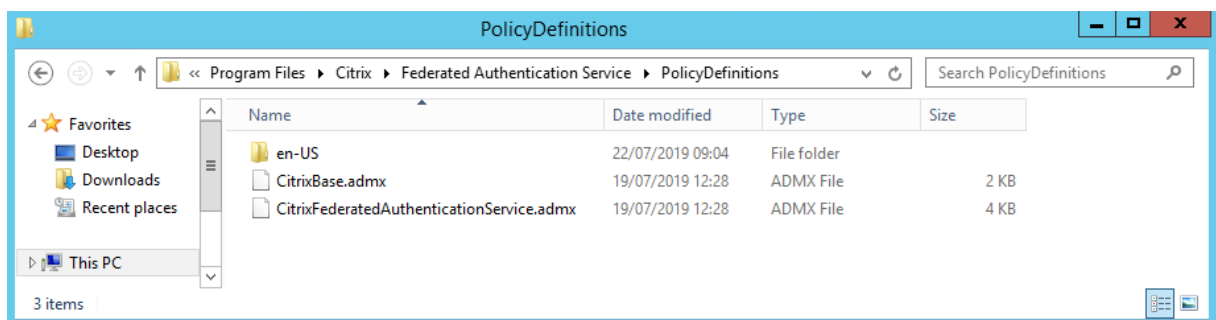 PolicyDefinitions
« Program Files Citrix Federated Authentication Service PolicyDefinitions Search PolicyDefinitions
Name Date modified Type Size
Favorites
Desktop
Downloads
Recent places
This PC
en-US 22/07/2019 09:04 File folder
CitrixBase.admx 19/07/2019 12:28 ADMX File 2 KB
CitrixFederatedAuthenticationService.admx 19/07/2019 12:28 ADMX File 4 KB
3 items